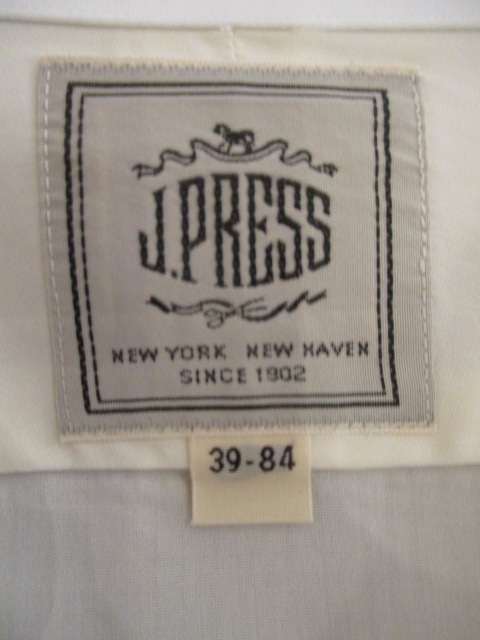 J.PRESS
NEW YORK NEW HAVEN
SINCE 1902
39-84